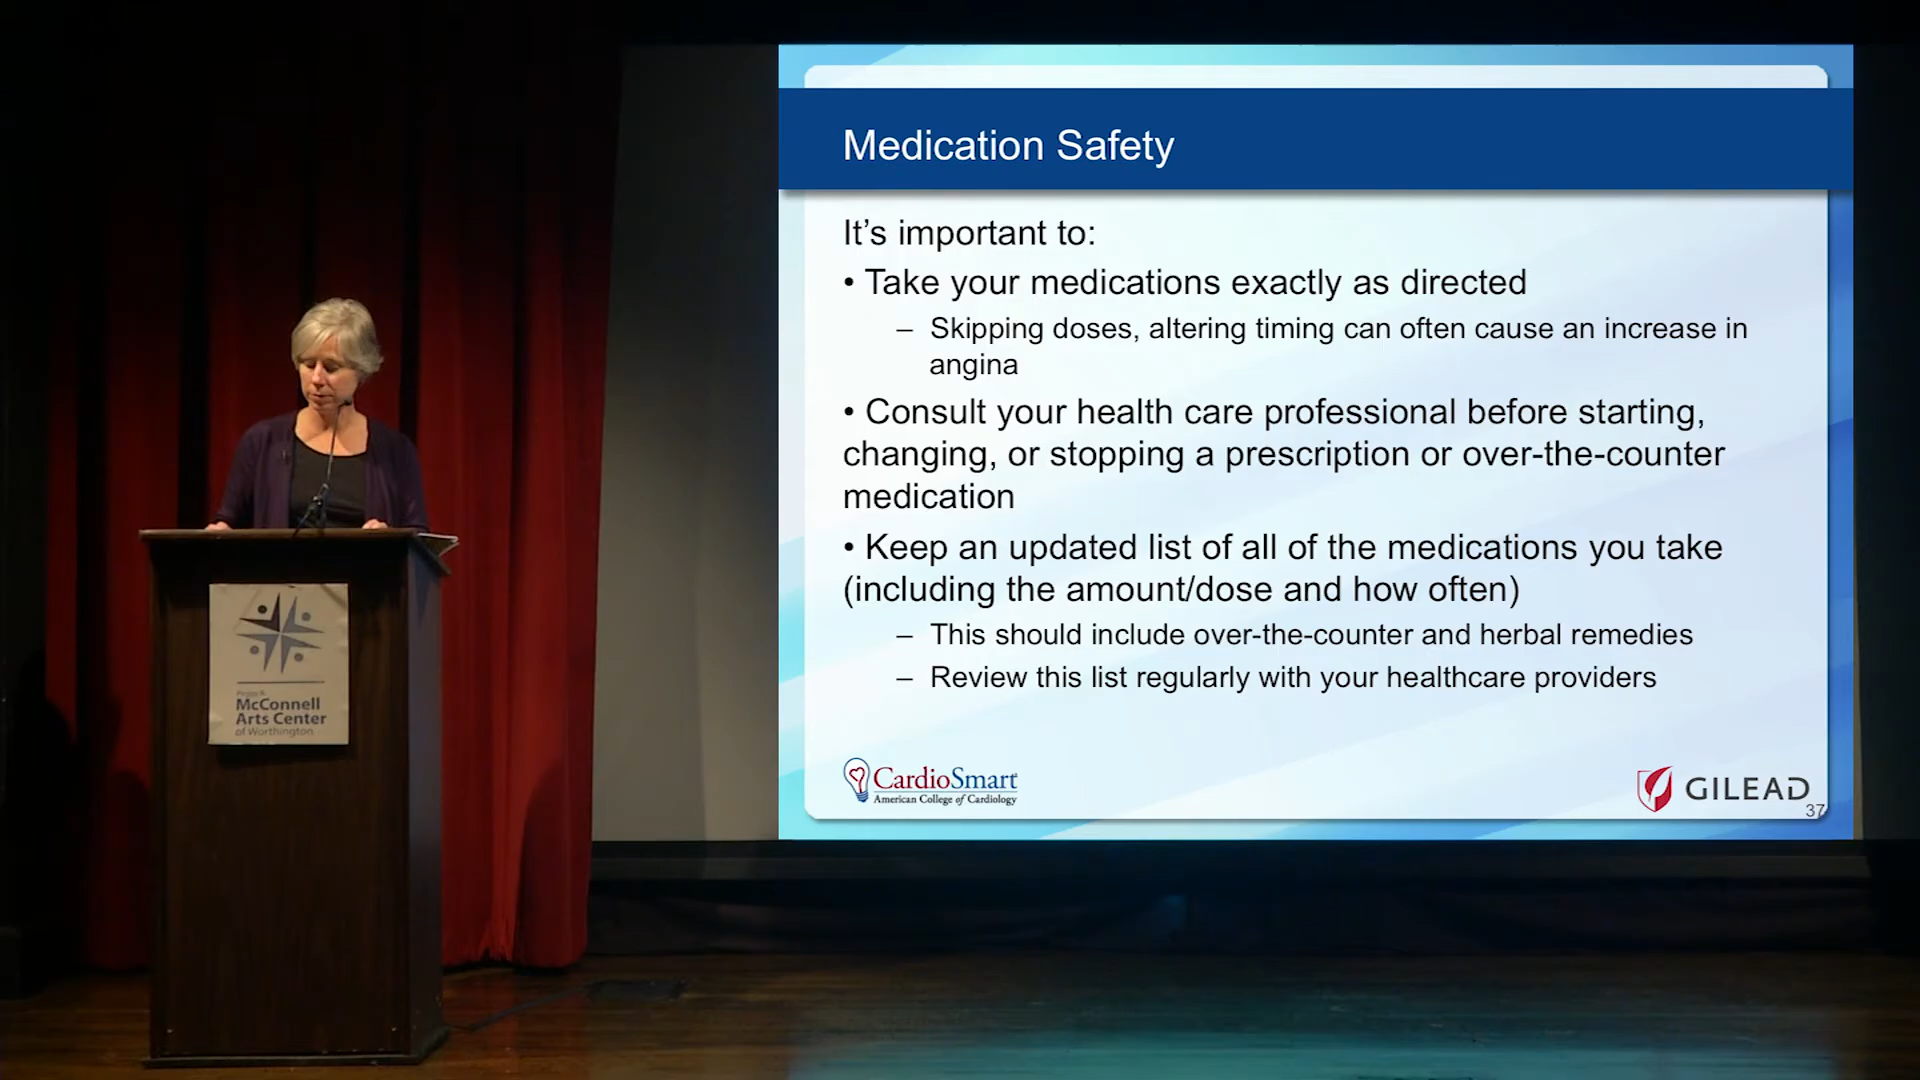 Medication Safety
It's important to:
• Take your medications exactly as directed
– Skipping doses, altering timing can often cause an increase in
angina
• Consult your health care professional before starting,
changing, or stopping a prescription or over-the-counter
medication
• Keep an updated list of all of the medications you take
(including the amount/dose and how often)
– This should include over-the-counter and herbal remedies
– Review this list regularly with your healthcare providers
CardioSmart
American College of Cardiology
GILEAD
37
McConnell
Arts Center
of Worthington